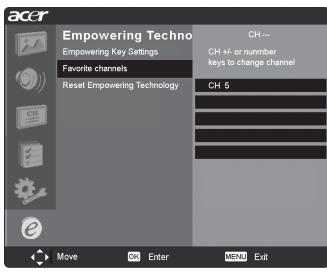 acer
Empowering Techno
Empowering Key Settings
Favorite channels
Reset Empowering Technology
CH ---
CH +/- or nunmber
keys to change channel
CH 5
CH
e
Move
OK Enter
MENU Exit